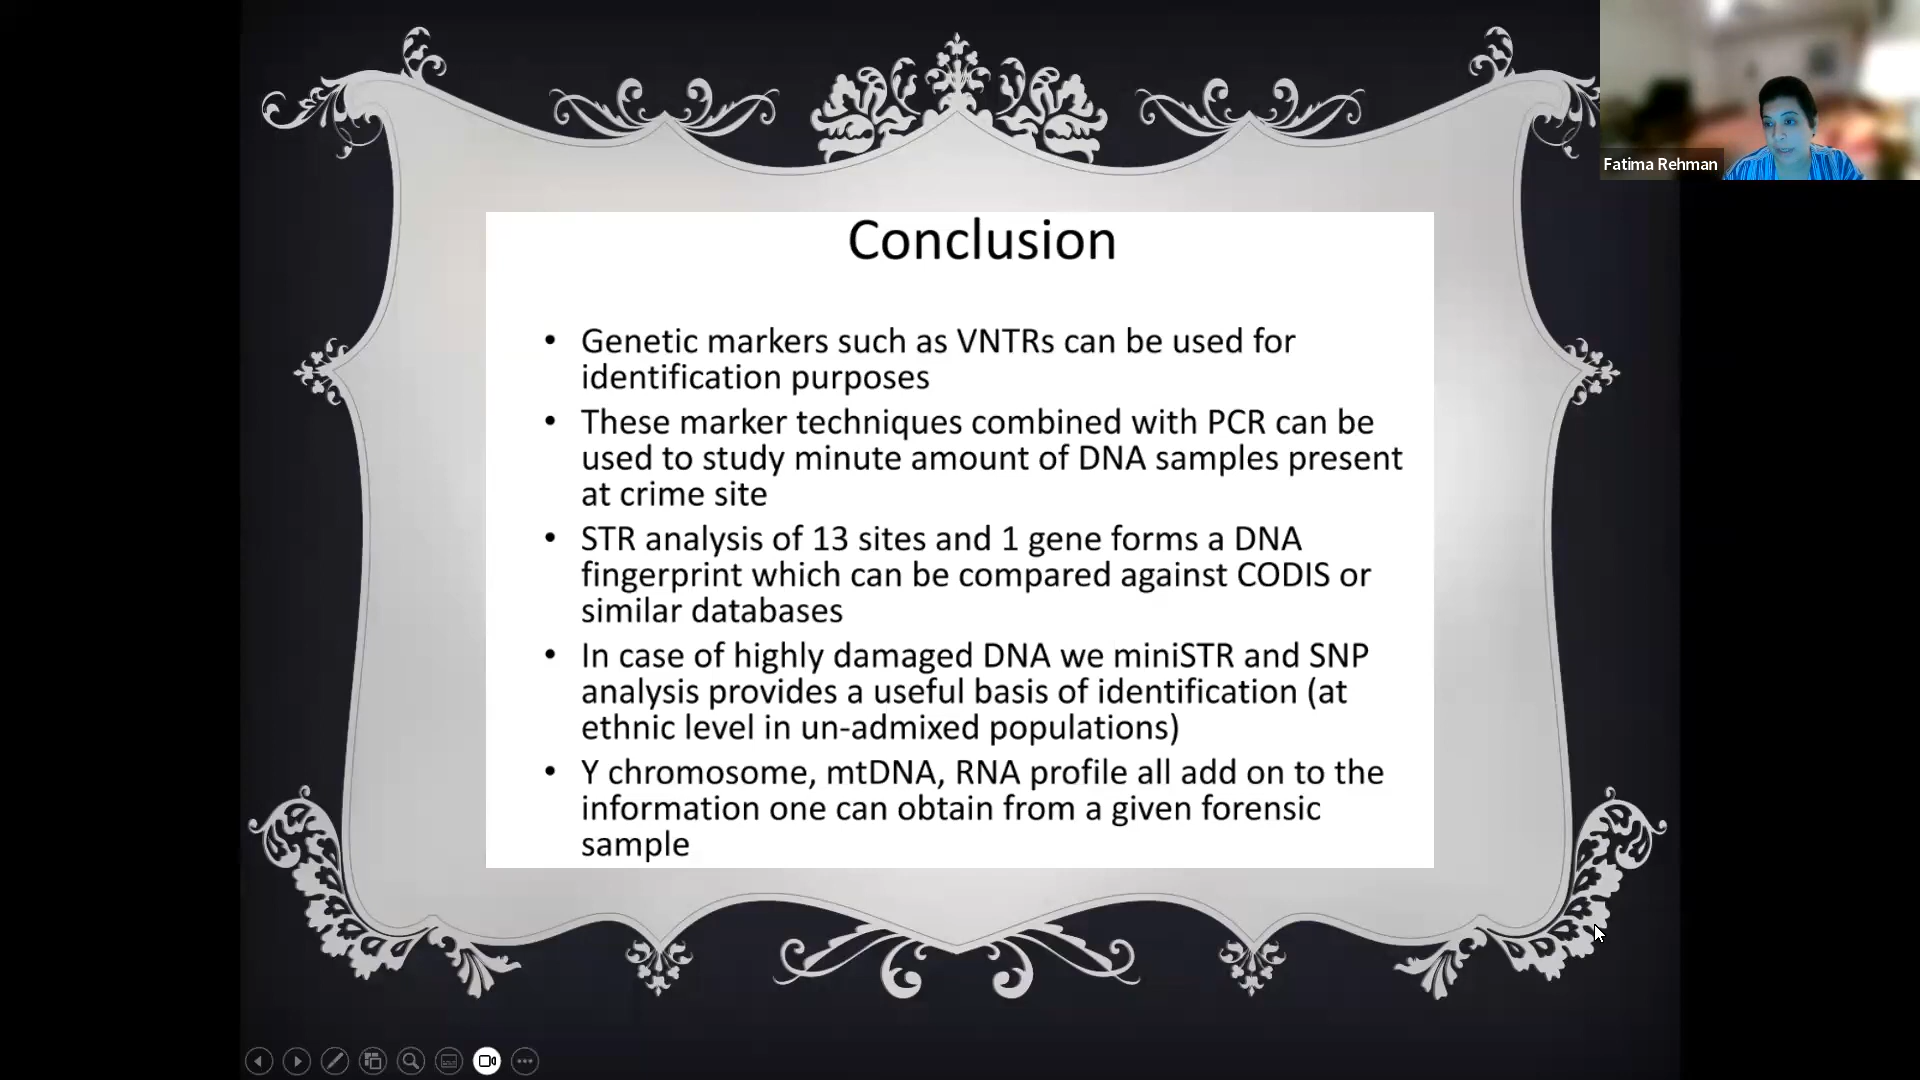 Fatima Rehman
Conclusion
• Genetic markers such as VNTRs can be used for
identification purposes
• These marker techniques combined with PCR can be
used to study minute amount of DNA samples present
at crime site
• STR analysis of 13 sites and 1 gene forms a DNA
fingerprint which can be compared against CODIS or
similar databases
• In case of highly damaged DNA we miniSTR and SNP
analysis provides a useful basis of identification (at
ethnic level in un-admixed populations)
• Y chromosome, mtDNA, RNA profile all add on to the
information one can obtain from a given forensic
sample